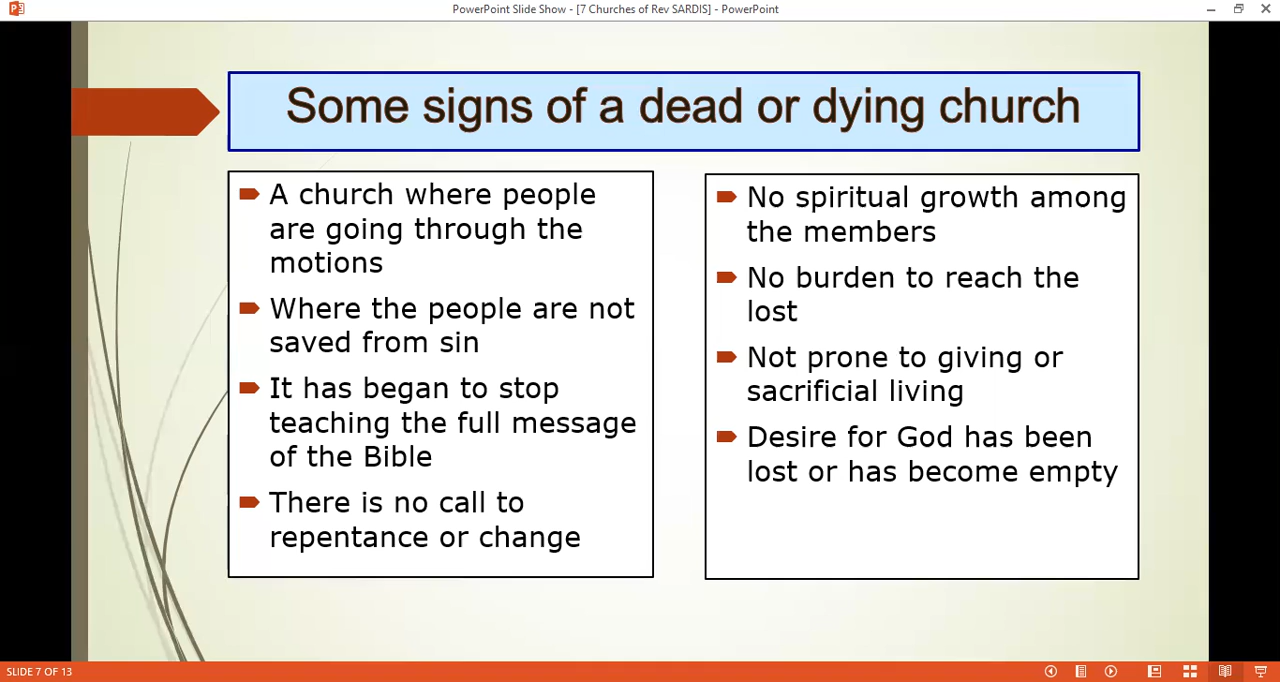 PowerPoint Slide Show - [7 Churches of Rev SARDIS] - PowerPoint
Some signs of a dead or dying church
A church where people
are going through the
motions
Where the people are not
saved from sin
It has began to stop
teaching the full message
of the Bible
There is no call to
repentance or change
No spiritual growth among
the members
No burden to reach the
lost
Not prone to giving or
sacrificial living
Desire for God has been
lost or has become empty
SLIDE 7 OF 13